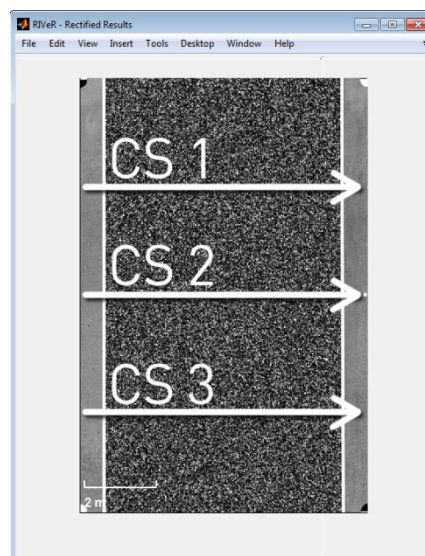 RIVeR - Rectified Results
File Edit View Insert Tools Desktop Window Help
CS 1
CS 2
CS 3
2 m